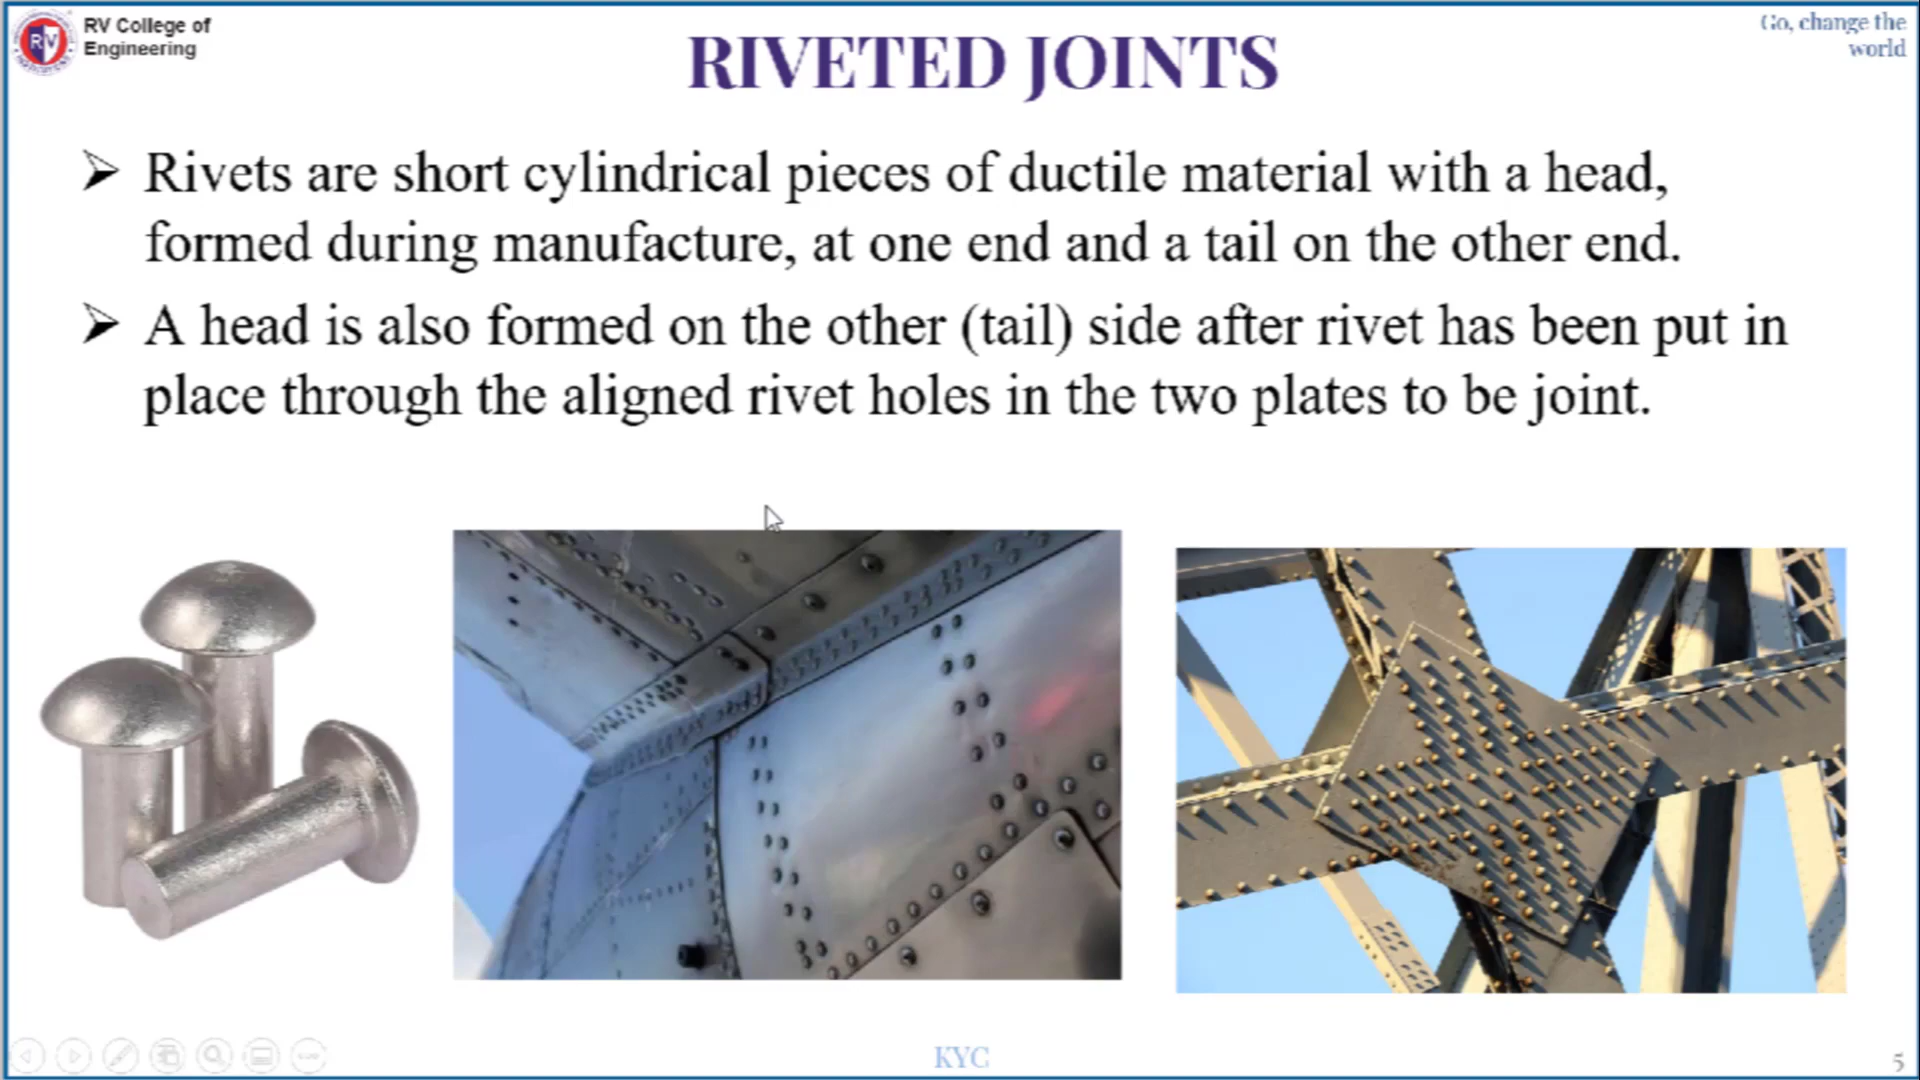 RV College of
Engineering
Go, change the
world
RIVETED JOINTS
Rivets are short cylindrical pieces of ductile material with a head,
formed during manufacture, at one end and a tail on the other end.
A head is also formed on the other (tail) side after rivet has been put in
place through the aligned rivet holes in the two plates to be joint.
KYC
5